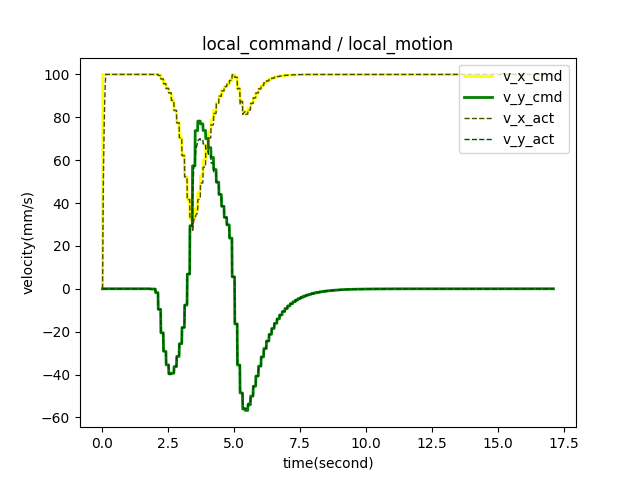 local_command / local_motion
v_x_cmd
v_y_cmd
v_x_act
v_y_act
velocity(mm/s)
100
80
60
40
20
0
−20
−40
−60
0.0 2.5 5.0 7.5 10.0 12.5 15.0 17.5
time(second)